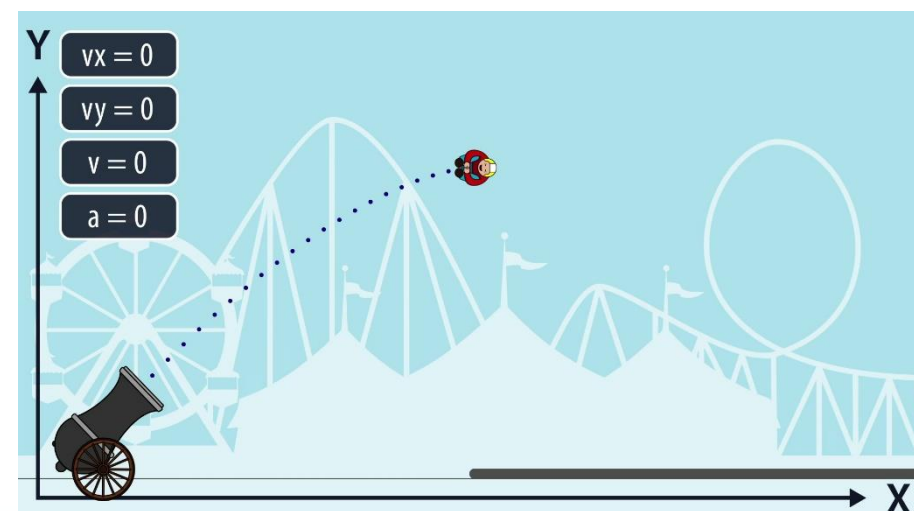 Y
vx = 0
vy = 0
v = 0
a = 0
X